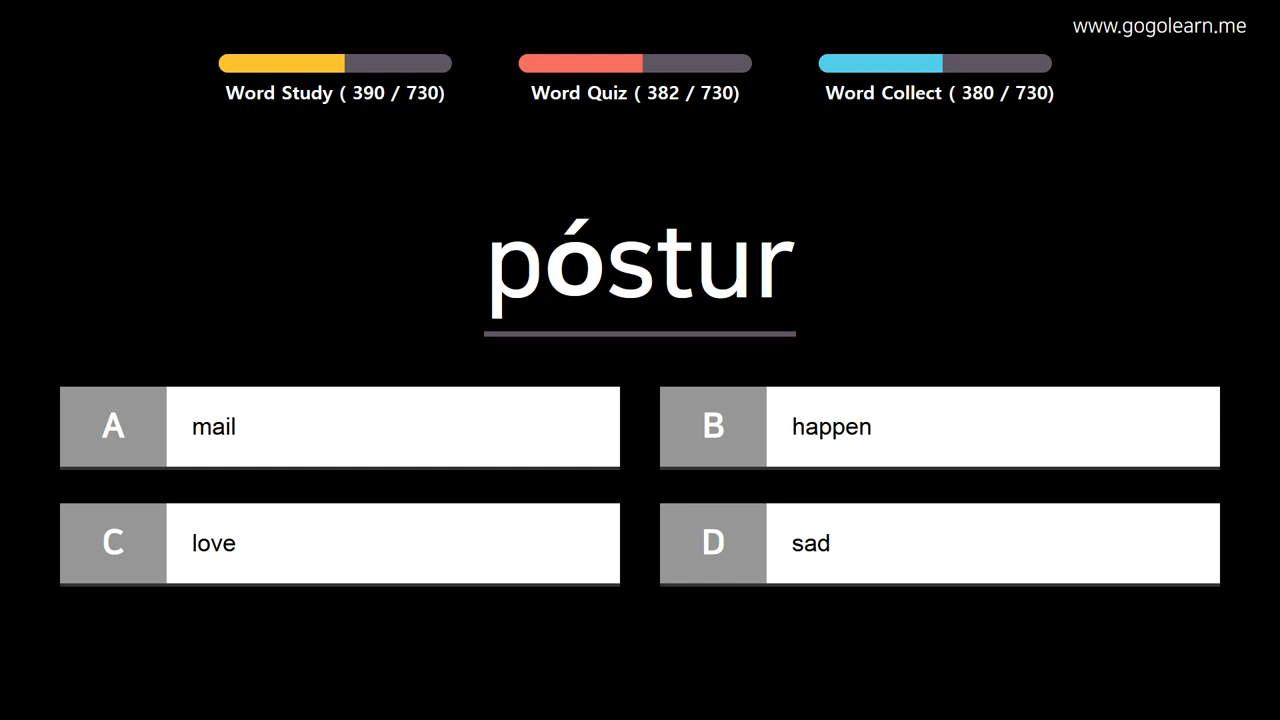 www.gogolearn.me
Word Study ( 390 / 730)
Word Quiz ( 382 / 730)
Word Collect ( 380 / 730)
póstur
A mail
B happen
C love
D sad